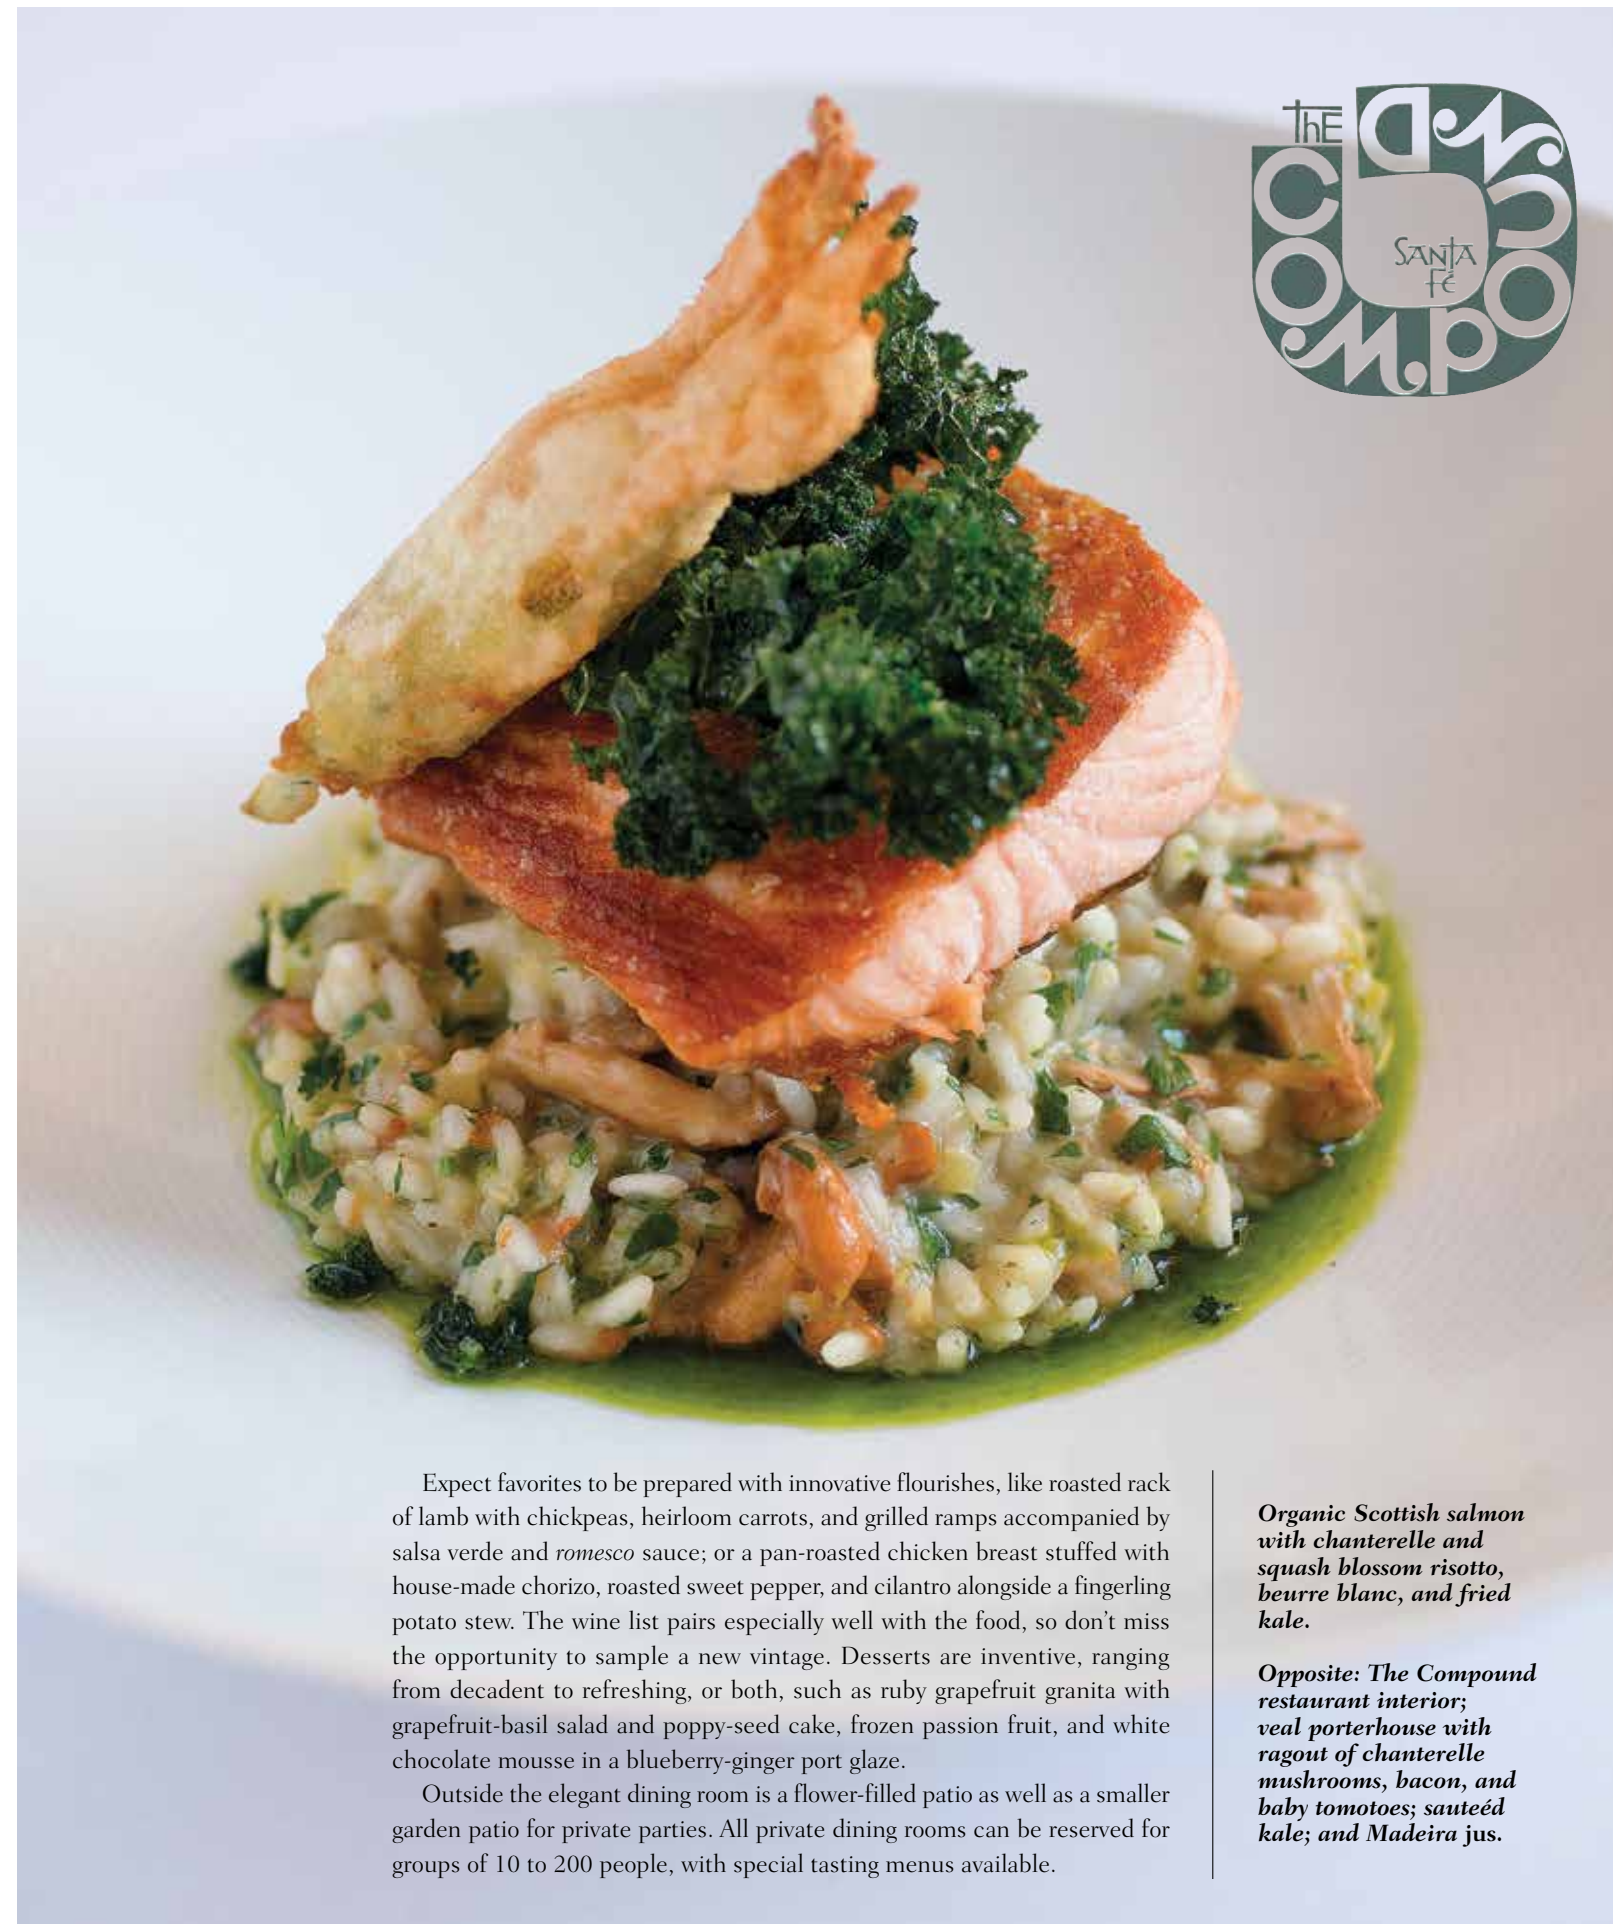 THE
COMPOUND
SANTA
FÉ
Expect favorites to be prepared with innovative flourishes, like roasted rack
of lamb with chickpeas, heirloom carrots, and grilled ramps accompanied by
salsa verde and romesco sauce; or a pan-roasted chicken breast stuffed with
house-made chorizo, roasted sweet pepper, and cilantro alongside a fingerling
potato stew. The wine list pairs especially well with the food, so don’t miss
the opportunity to sample a new vintage. Desserts are inventive, ranging
from decadent to refreshing, or both, such as ruby grapefruit granita with
grapefruit-basil salad and poppy-seed cake, frozen passion fruit, and white
chocolate mousse in a blueberry-ginger port glaze.
Outside the elegant dining room is a flower-filled patio as well as a smaller
garden patio for private parties. All private dining rooms can be reserved for
groups of 10 to 200 people, with special tasting menus available.
Organic Scottish salmon
with chanterelle and
squash blossom risotto,
beurre blanc, and fried
kale.
Opposite: The Compound
restaurant interior;
veal porterhouse with
ragout of chanterelle
mushrooms, bacon, and
baby tomotoes; sauteéd
kale; and Madeira jus.